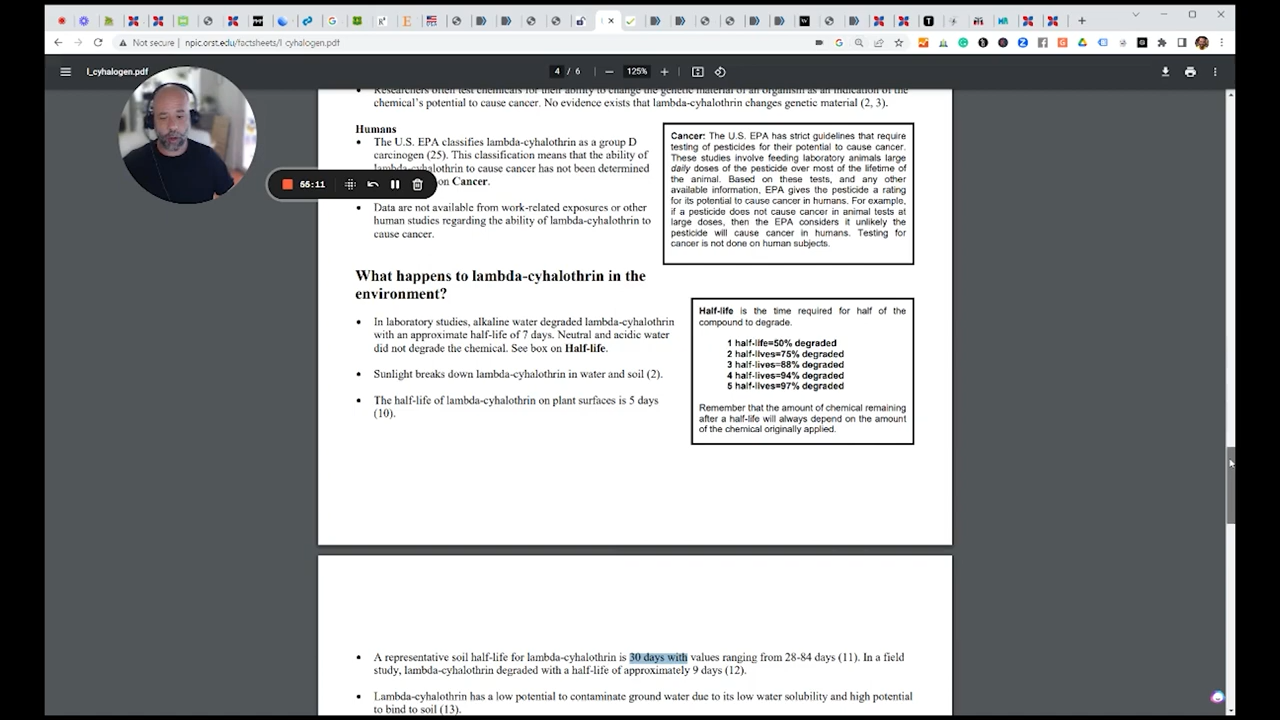 Not secure | npic.orst.edu/factsheets/l_cyhalogen.pdf
l_cyhalogen.pdf
4 / 6
125%
Researchers often test chemicals for their ability to change the genetic material of an organism as an indication of the
chemical's potential to cause cancer. No evidence exists that lambda-cyhalothrin changes genetic material (2, 3).
Humans
• The U.S. EPA classifies lambda-cyhalothrin as a group D
carcinogen (25). This classification means that the ability of
lambda-cyhalothrin to cause cancer has not been determined
on Cancer.
55:11
• Data are not available from work-related exposures or other
human studies regarding the ability of lambda-cyhalothrin to
cause cancer.
Cancer: The U.S. EPA has strict guidelines that require
testing of pesticides for their potential to cause cancer.
These studies involve feeding laboratory animals large
daily doses of the pesticide over most of the lifetime of
the animal. Based on these tests, and any other
available information, EPA gives the pesticide a rating
for its potential to cause cancer in humans. For example,
if a pesticide does not cause cancer in animal tests at
large doses, then the EPA considers it unlikely the
pesticide will cause cancer in humans. Testing for
cancer is not done on human subjects.
What happens to lambda-cyhalothrin in the
environment?
• In laboratory studies, alkaline water degraded lambda-cyhalothrin
with an approximate half-life of 7 days. Neutral and acidic water
did not degrade the chemical. See box on Half-life.
• Sunlight breaks down lambda-cyhalothrin in water and soil (2).
• The half-life of lambda-cyhalothrin on plant surfaces is 5 days
(10).
Half-life is the time required for half of the
compound to degrade.
1 half-life=50% degraded
2 half-lives=75% degraded
3 half-lives=88% degraded
4 half-lives=94% degraded
5 half-lives=97% degraded
Remember that the amount of chemical remaining
after a half-life will always depend on the amount
of the chemical originally applied.
• A representative soil half-life for lambda-cyhalothrin is 30 days with values ranging from 28-84 days (11). In a field
study, lambda-cyhalothrin degraded with a half-life of approximately 9 days (12).
• Lambda-cyhalothrin has a low potential to contaminate ground water due to its low water solubility and high potential
to bind to soil (13).